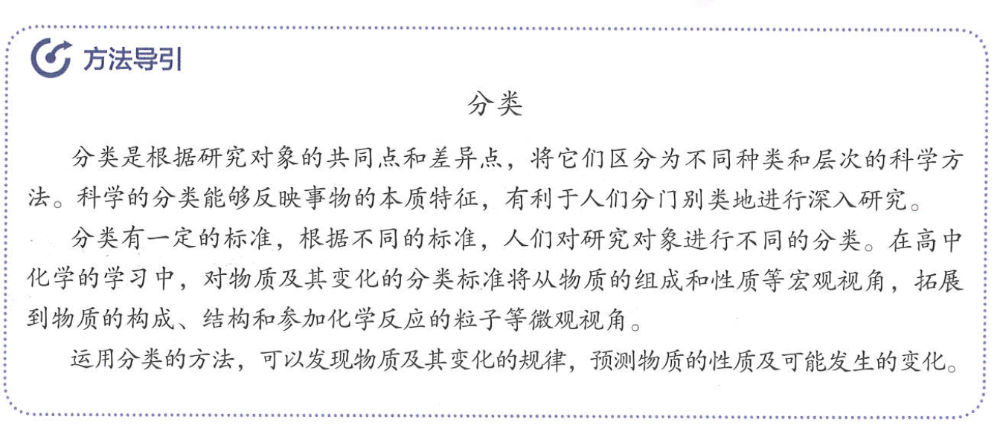 方法导引
分类
分类是根据研究对象的共同点和差异点，将它们区分为不同种类和层次的科学方
法。科学的分类能够反映事物的本质特征，有利于人们分门别类地进行深入研究。
分类有一定的标准，根据不同的标准，人们对研究对象进行不同的分类。在高中
化学的学习中，对物质及其变化的分类标准将从物质的组成和性质等宏观视角，拓展
到物质的构成、结构和参加化学反应的粒子等微观视角。
运用分类的方法，可以发现物质及其变化的规律，预测物质的性质及可能发生的变化。